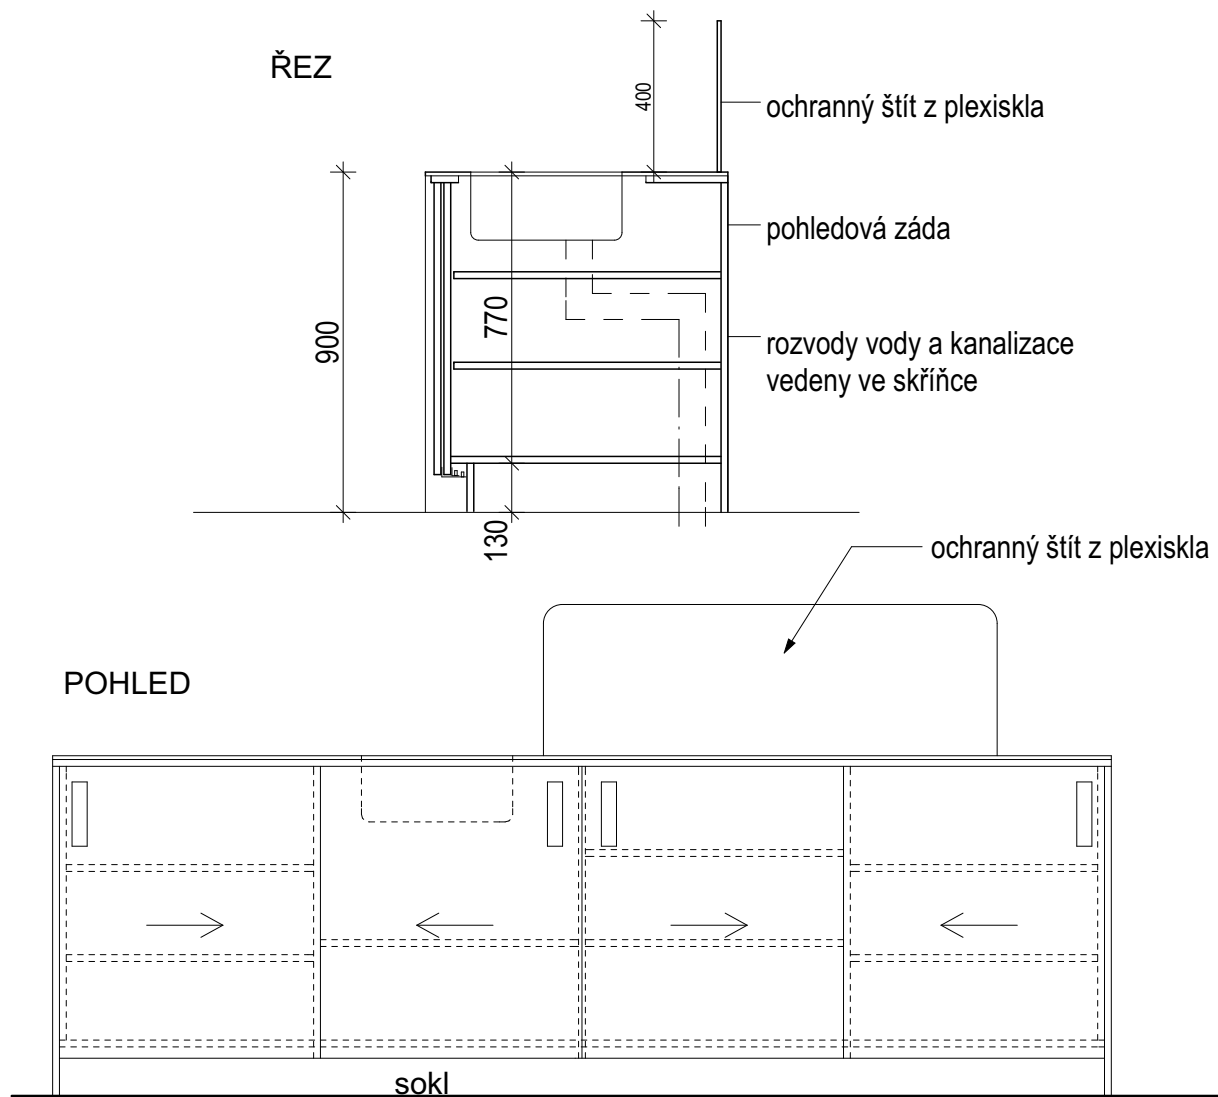 ŘEZ
400
ochranný štít z plexiskla
pohledová záda
900
770
rozvody vody a kanalizace
vedeny ve skříňce
130
ochranný štít z plexiskla
POHLED
sokl